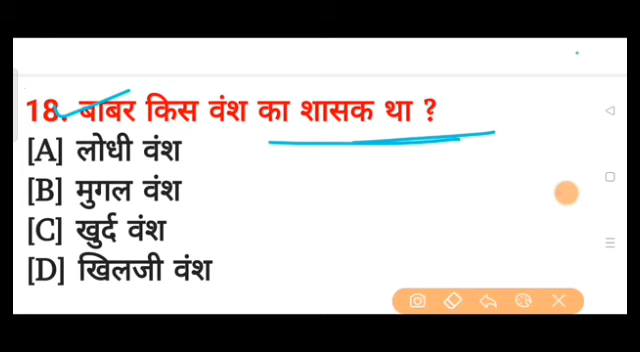 18. बाबर किस वंश का शासक था ?
[A] लोधी वंश
[B] मुगल वंश
[C] खुर्द वंश
[D] खिलजी वंश